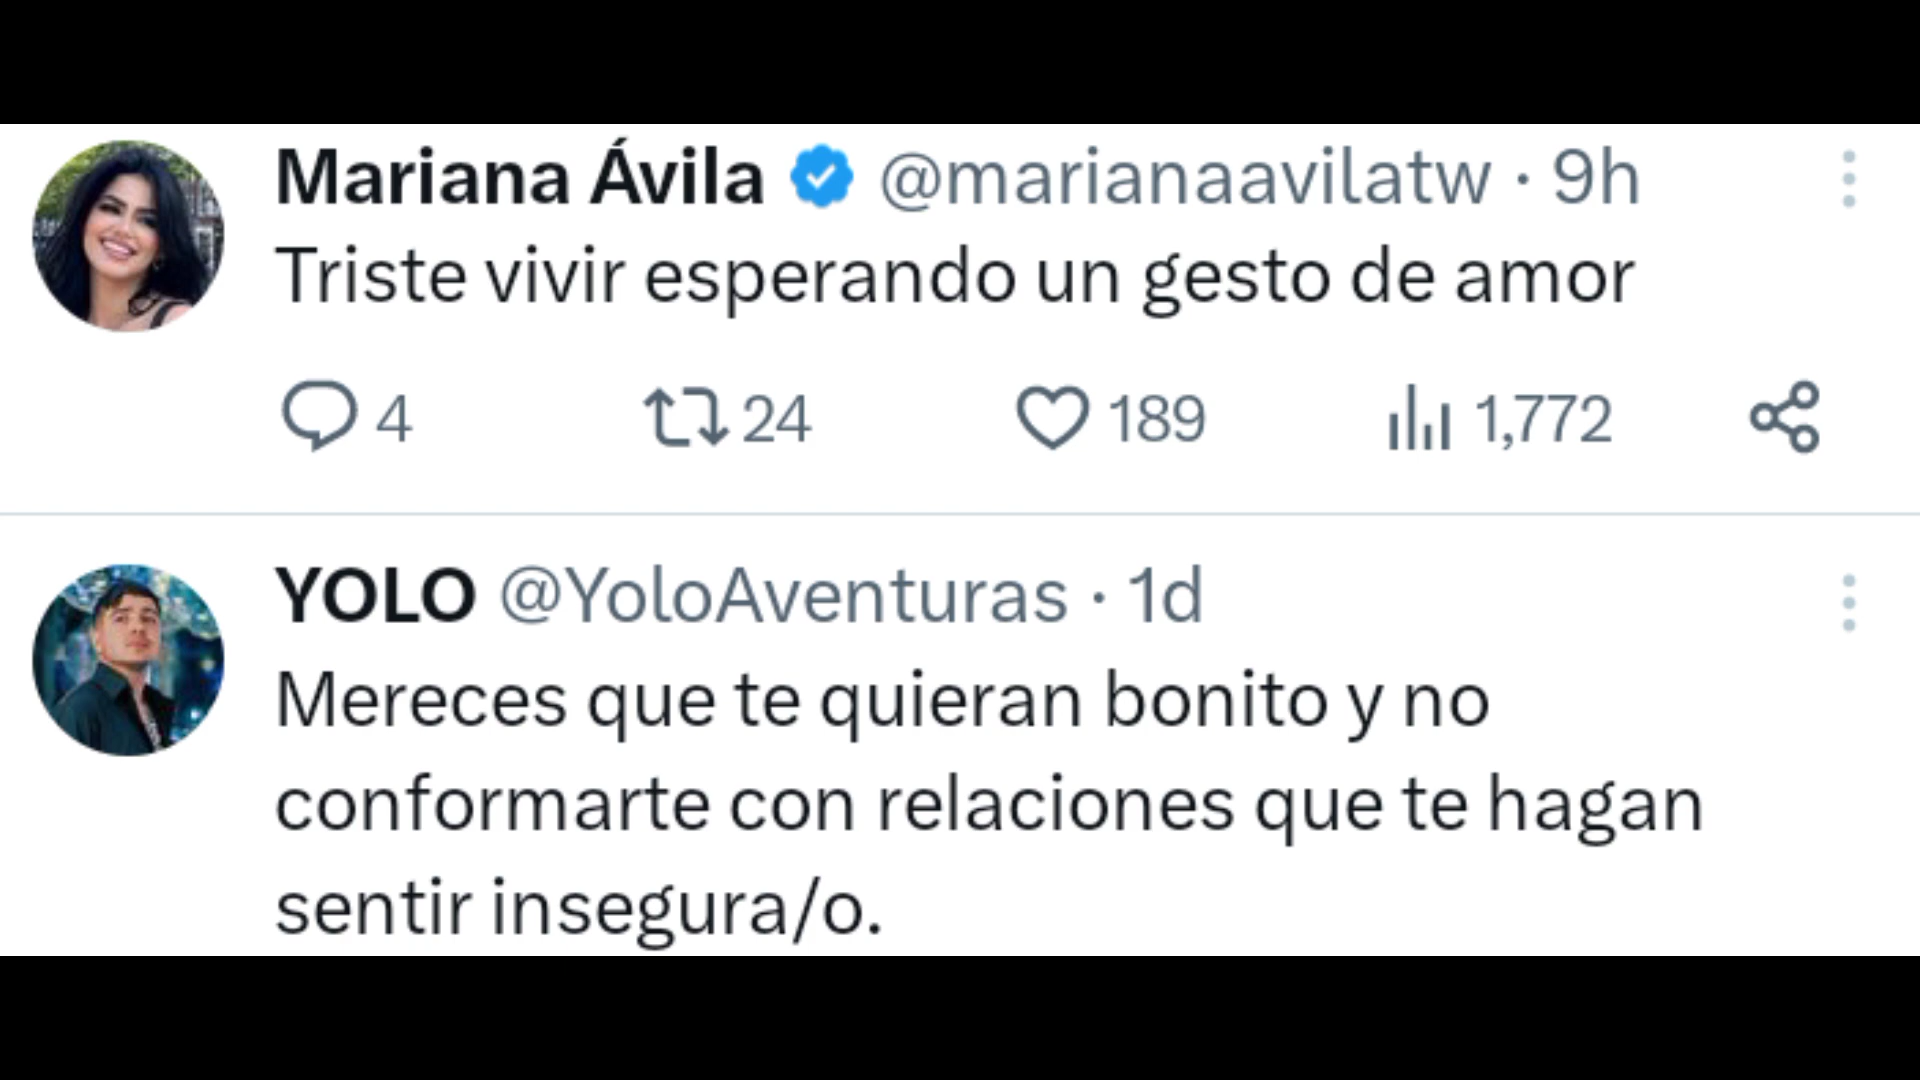 Mariana Ávila @marianaavilatw · 9h
Triste vivir esperando un gesto de amor
4 24 189 1,772
YOLO @YoloAventuras · 1d
Mereces que te quieran bonito y no
conformarte con relaciones que te hagan
sentir insegura/o.